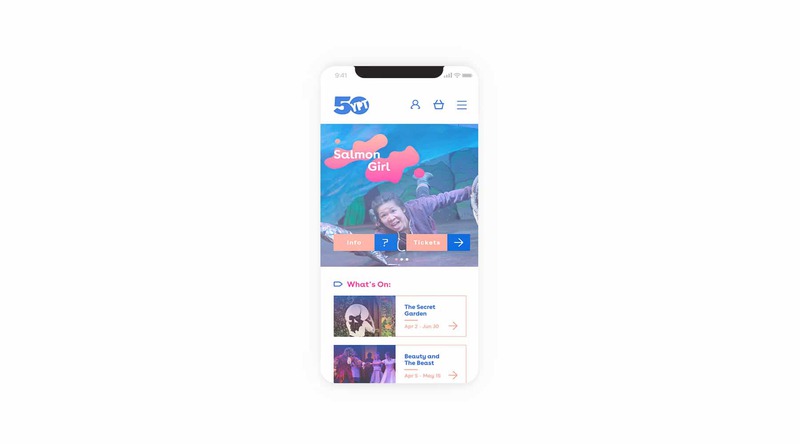 9:41
50
YPT
Salmon
Girl
Info
?
Tickets
What's On:
The Secret
Garden
Apr 2 - Jun 20
Beauty and
The Beast
Apr 5 - May 15